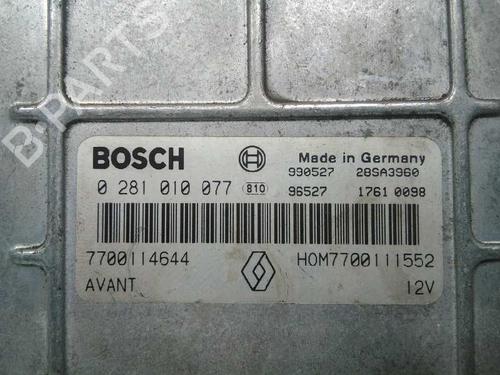 B-PARTS
BOSCH
Made in Germany
990527 28SA3960
0 281 010 077 810 96527 1761 0098
7700114644 HOM7700111552
AVANT 12V